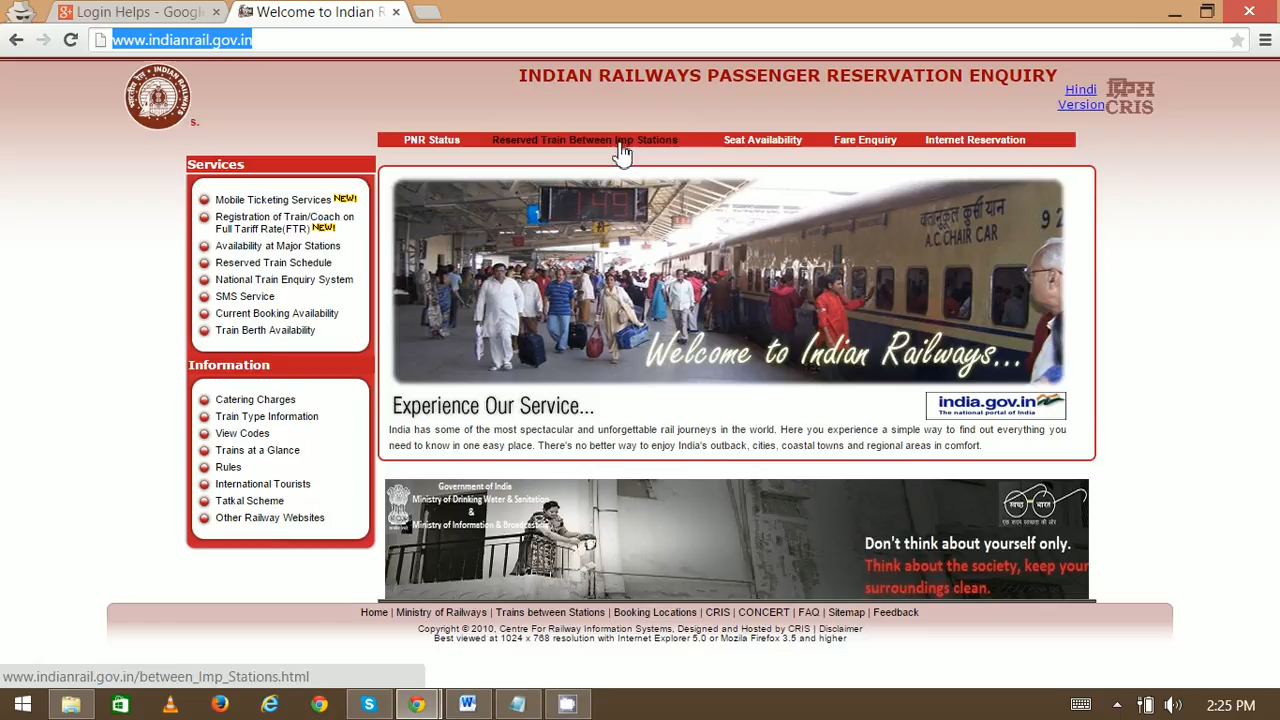 Login Helps - Googl
Welcome to Indian R
www.indianrail.gov.in
INDIAN RAILWAYS PASSENGER RESERVATION ENQUIRY
Hindi
Version
CRIS
PNR Status
Reserved Train Between Imp Stations
Seat Availability
Fare Enquiry
Internet Reservation
Services
Mobile Ticketing Services NEW!
Registration of Train/Coach on
Full Tariff Rate(FTR) NEW!
Availability at Major Stations
Reserved Train Schedule
National Train Enquiry System
SMS Service
Current Booking Availability
Train Berth Availability
Information
Catering Charges
Train Type Information
View Codes
Trains at a Glance
Rules
International Tourists
Tatkal Scheme
Other Railway Websites
वातानुकूल कुर्सी यान
A.C. CHAIR CAR
92
Welcome to Indian Railways...
Experience Our Service...
india.gov.in
The national portal of India
India has some of the most spectacular and unforgettable rail journeys in the world. Here you experience a simple way to find out everything you
need to know in one easy place. There's no better way to enjoy India's outback, cities, coastal towns and regional areas in comfort.
Government of India
Ministry of Drinking Water & Sanitation
&
Ministry of Information & Broadcasting
स्वच्छ भारत
एक कदम स्वच्छता की ओर
Don't think about yourself only.
Think about the society, keep your
surroundings clean.
Home | Ministry of Railways | Trains between Stations | Booking Locations | CRIS | CONCERT | FAQ | Sitemap | Feedback
Copyright © 2010, Centre For Railway Information Systems, Designed and Hosted by CRIS | Disclaimer
Best viewed at 1024 x 768 resolution with Internet Explorer 5.0 or Mozila Firefox 3.5 and higher
www.indianrail.gov.in/between_Imp_Stations.html
2:25 PM